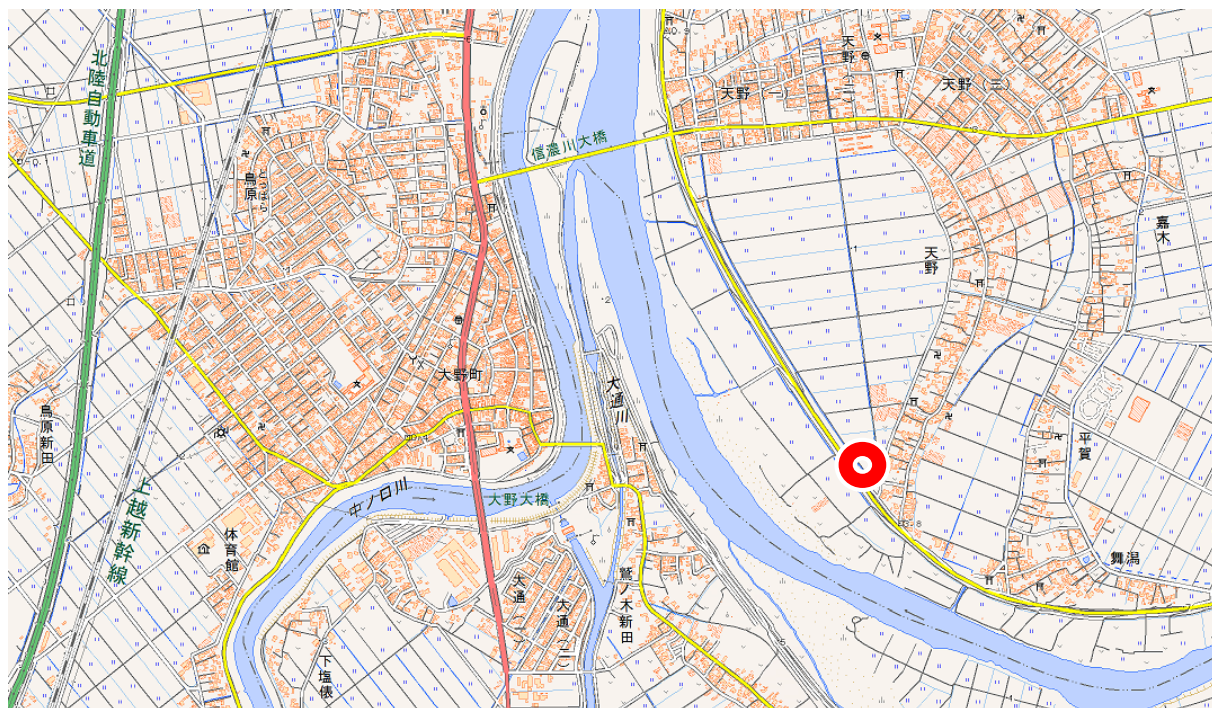 北陸自動車道
鳥原
とっぱら
信濃川大橋
天野(一)
天野(二)
天野(三)
嘉木
天野
大野町
大通川
鳥原新田
平賀
中ノ口川
大野大橋
上越新幹線
体育館
舞潟
大通(一)
大通(二)
鷲ノ木新田
下塩俵